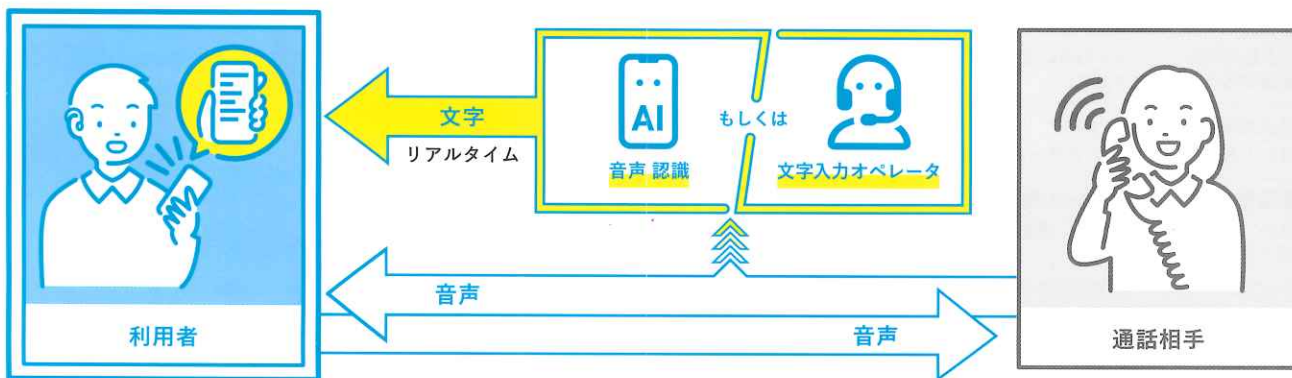 文字
リアルタイム
AI
もしくは
音声 認識
文字入力オペレータ
音声
音声
利用者
通話相手